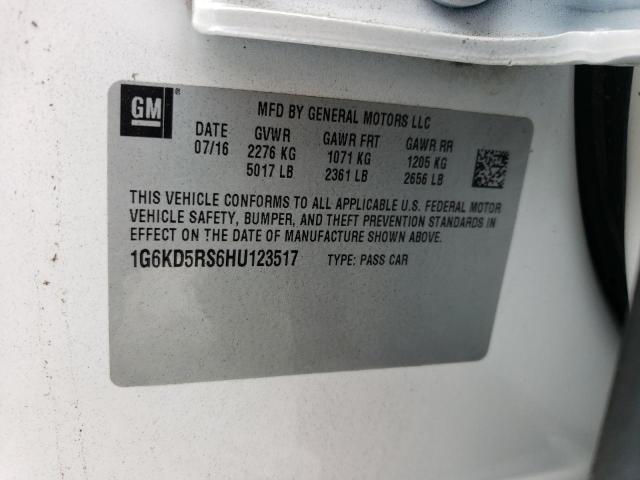 GM ®
MFD BY GENERAL MOTORS LLC
DATE GVWR GAWR FRT GAWR RR
07/16 2276 KG 1071 KG 1205 KG
5017 LB 2361 LB 2656 LB
THIS VEHICLE CONFORMS TO ALL APPLICABLE U.S. FEDERAL MOTOR
VEHICLE SAFETY, BUMPER, AND THEFT PREVENTION STANDARDS IN
EFFECT ON THE DATE OF MANUFACTURE SHOWN ABOVE.
1G6KD5RS6HU123517 TYPE: PASS CAR